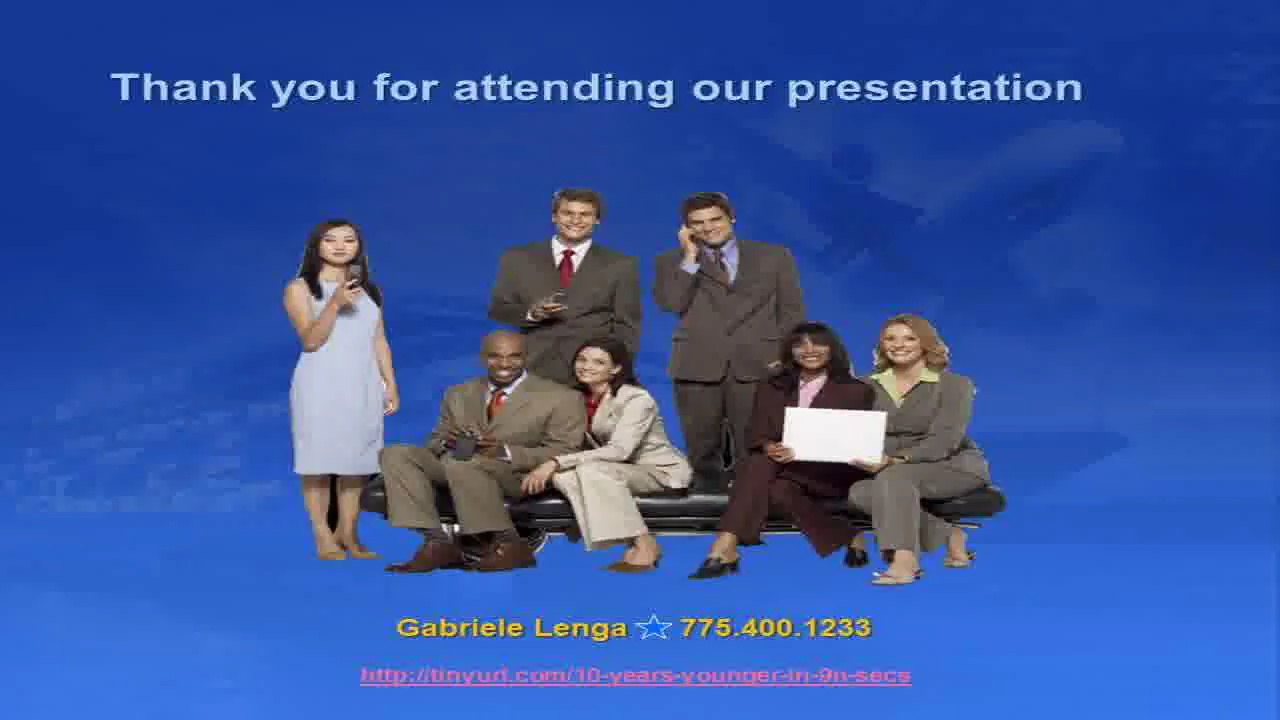 Thank you for attending our presentation
Gabriele Lenga ☆ 775.400.1233
http://tinyurl.com/10-years-younger-in-9n-secs